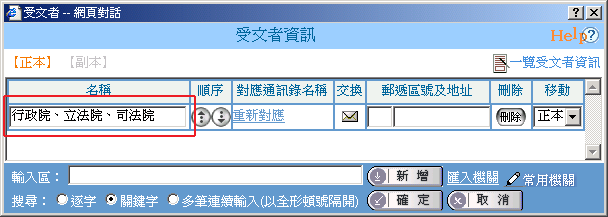 受文者 -- 網頁對話
受文者資訊
Help?
【正本】 【副本】 一覽受文者資訊
名稱 順序 對應通訊錄名稱 交換 郵遞區號及地址 刪除 移動
行政院、立法院、司法院 重新對應 刪除 正本
輸入區： 新增 匯入機關 常用機關
搜尋： 逐字 關鍵字 多筆連續輸入(以全形頓號隔開) 確定 取消